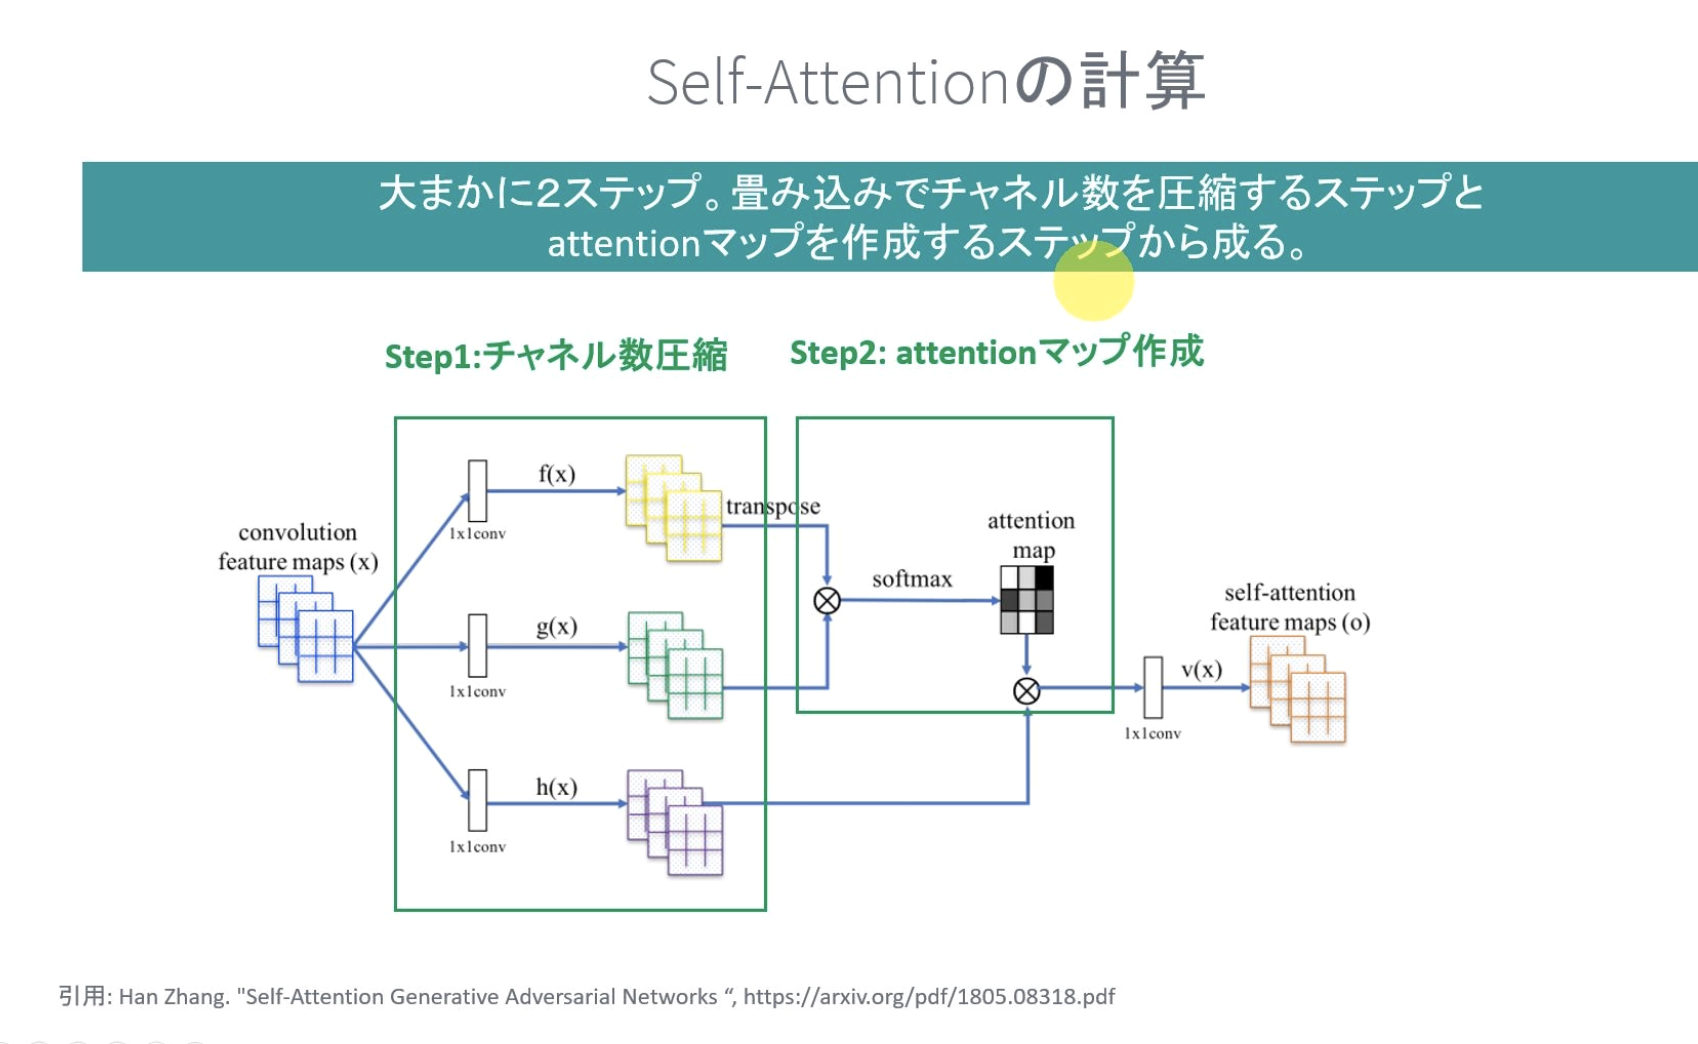 Self-Attentionの計算
大まかに２ステップ。畳み込みでチャネル数を圧縮するステップと
attentionマップを作成するステップから成る。
Step1:チャネル数圧縮
Step2: attentionマップ作成
convolution
feature maps (x)
1x1conv
f(x)
transpose
1x1conv
g(x)
1x1conv
h(x)
softmax
attention
map
1x1conv
v(x)
self-attention
feature maps (o)
引用: Han Zhang. "Self-Attention Generative Adversarial Networks “, https://arxiv.org/pdf/1805.08318.pdf